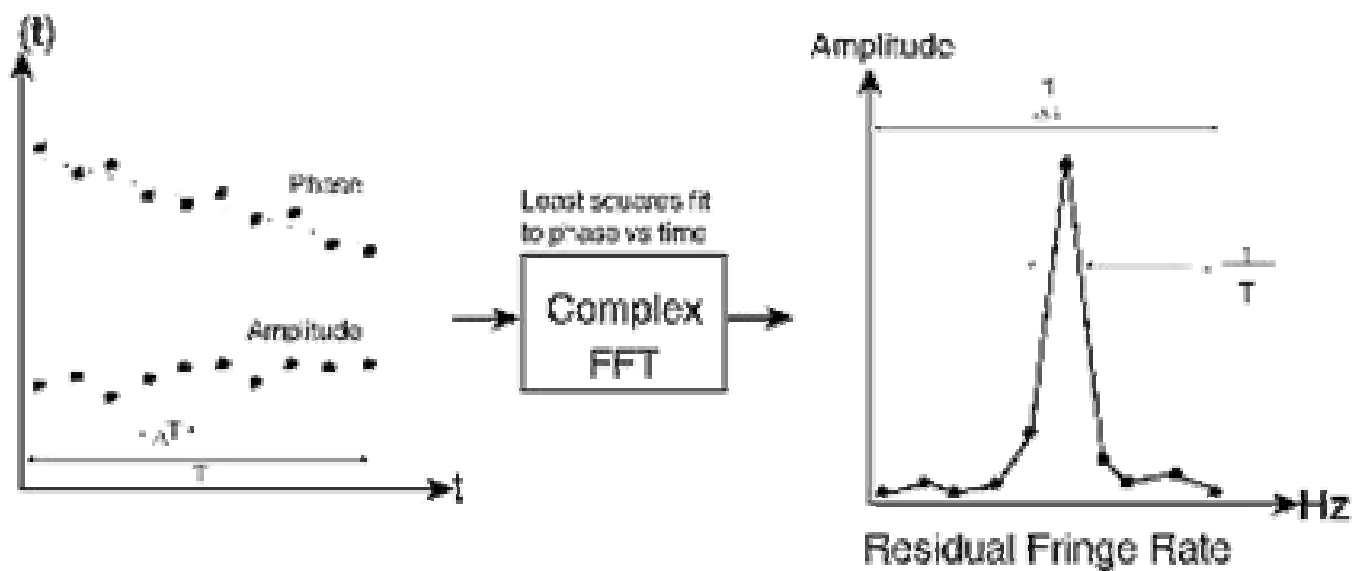 (t)
Phase
Amplitude
ΔT
T
t
Least squares fit
to phase vs time
Complex
FFT
Amplitude
1
1
T
Hz
Residual Fringe Rate